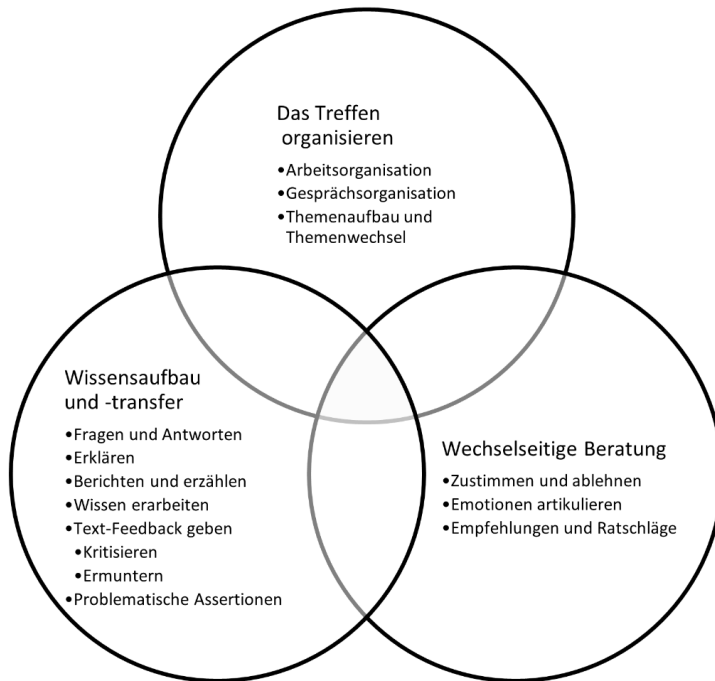 Das Treffen
organisieren
•Arbeitsorganisation
•Gesprächsorganisation
•Themenaufbau und
Themenwechsel
Wissensaufbau
und -transfer
•Fragen und Antworten
•Erklären
•Berichten und erzählen
•Wissen erarbeiten
•Text-Feedback geben
•Kritisieren
•Ermuntern
•Problematische Assertionen
Wechselseitige Beratung
•Zustimmen und ablehnen
•Emotionen artikulieren
•Empfehlungen und Ratschläge